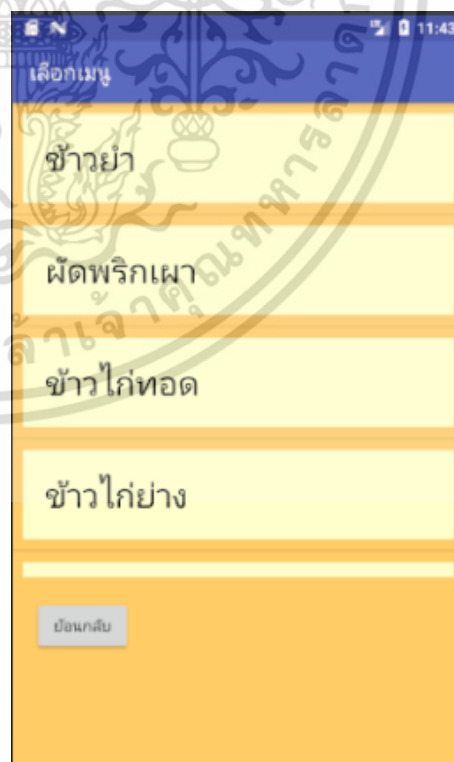 11:43
เลือกเมนู
ข้าวยำ
ผัดพริกเผา
ข้าวไก่ทอด
ข้าวไก่ย่าง
ย้อนกลับ